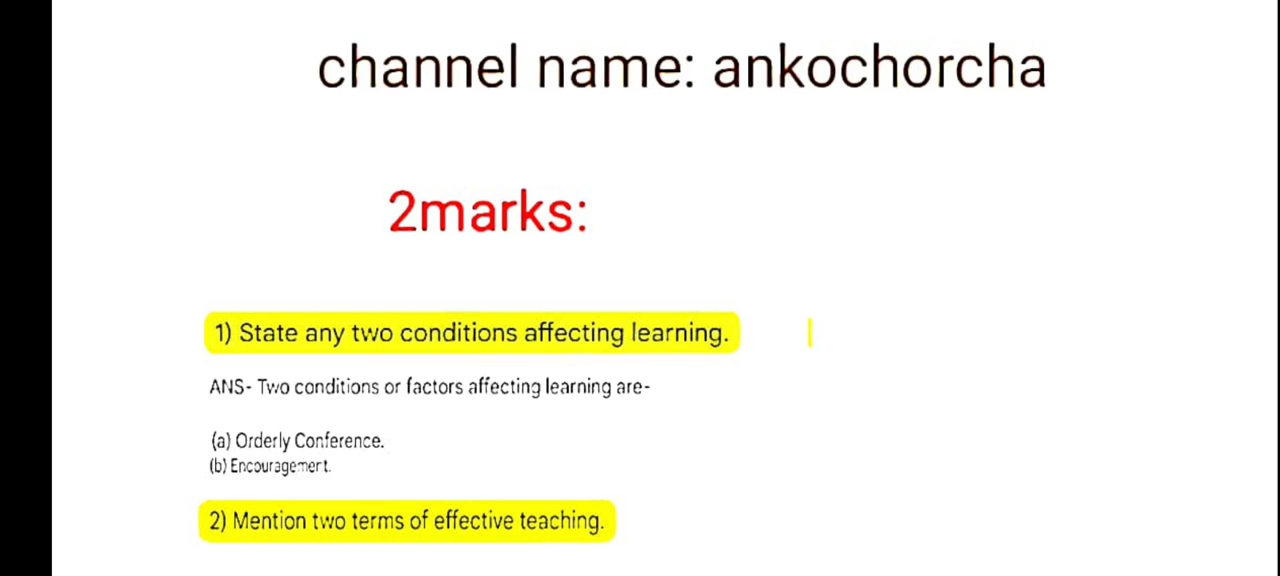 channel name: ankochorcha
2marks:
1) State any two conditions affecting learning.
ANS- Two conditions or factors affecting learning are-
(a) Orderly Conference.
(b) Encouragement.
2) Mention two terms of effective teaching.